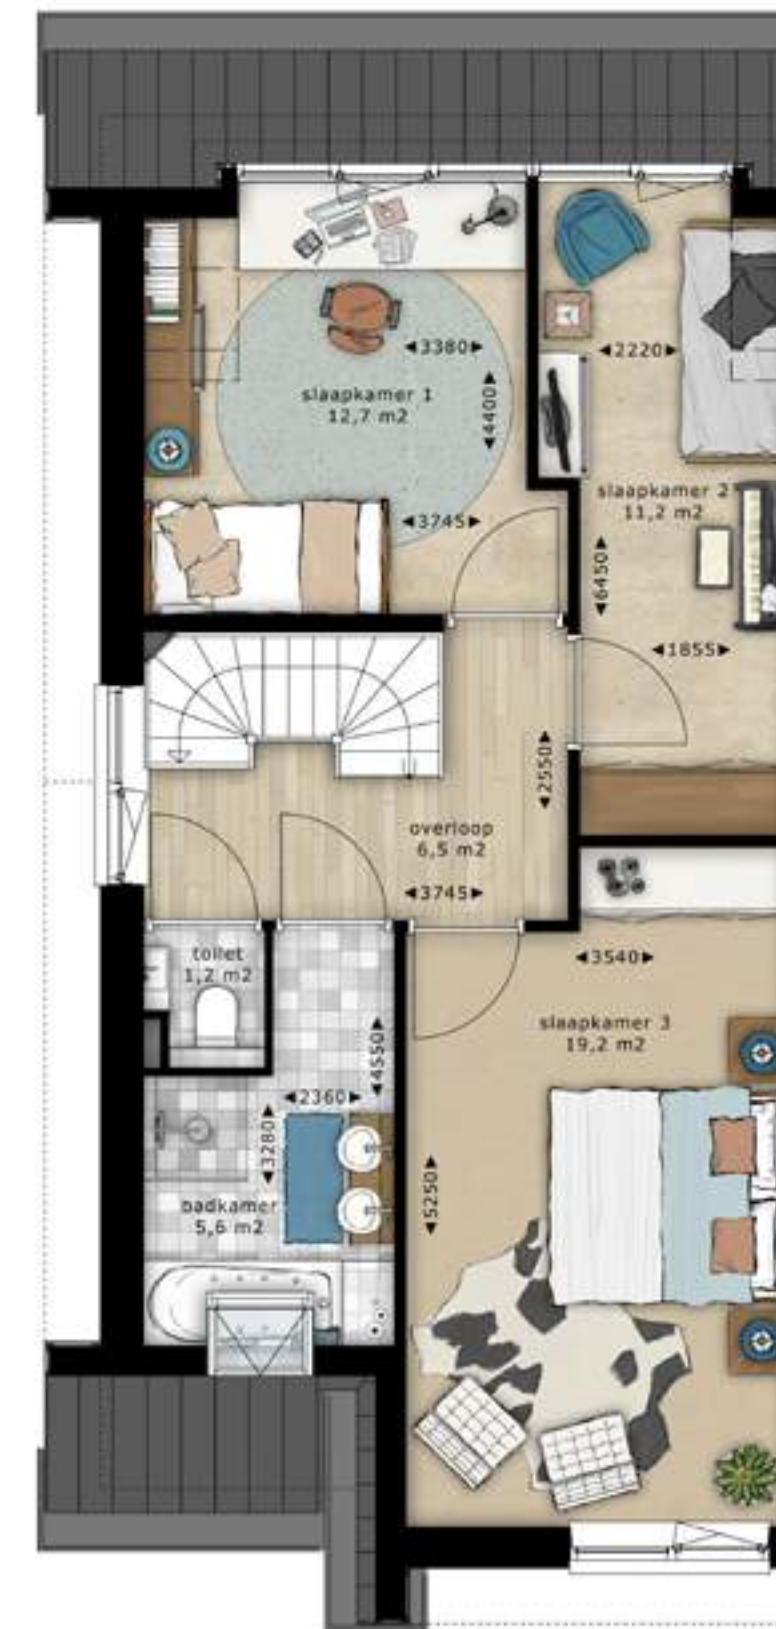 3380
slaapkamer 1
12,7 m2
4400
3745
2220
slaapkamer 2
11,2 m2
6450
1855
2550
overloop
6,5 m2
3745
toilet
1,2 m2
3540
slaapkamer 3
19,2 m2
4550
2360
3280
badkamer
5,6 m2
5250